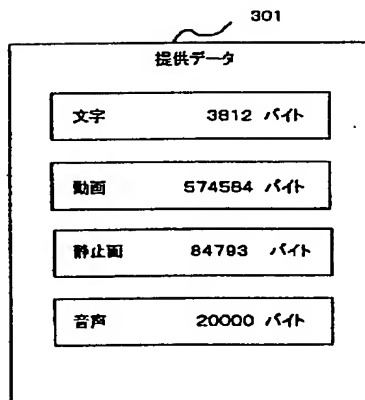 301
提供データ
文字 3812 バイト
動画 574584 バイト
静止画 84793 バイト
音声 20000 バイト